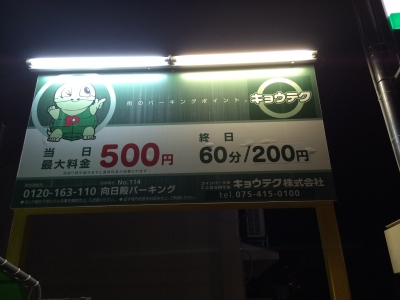 街のパーキングポイント
キョウテク
当日
最大料金 500円
終日
60分/200円
0120-163-110
No.114
向日殿パーキング
キョウテク株式会社
tel.075-415-0100